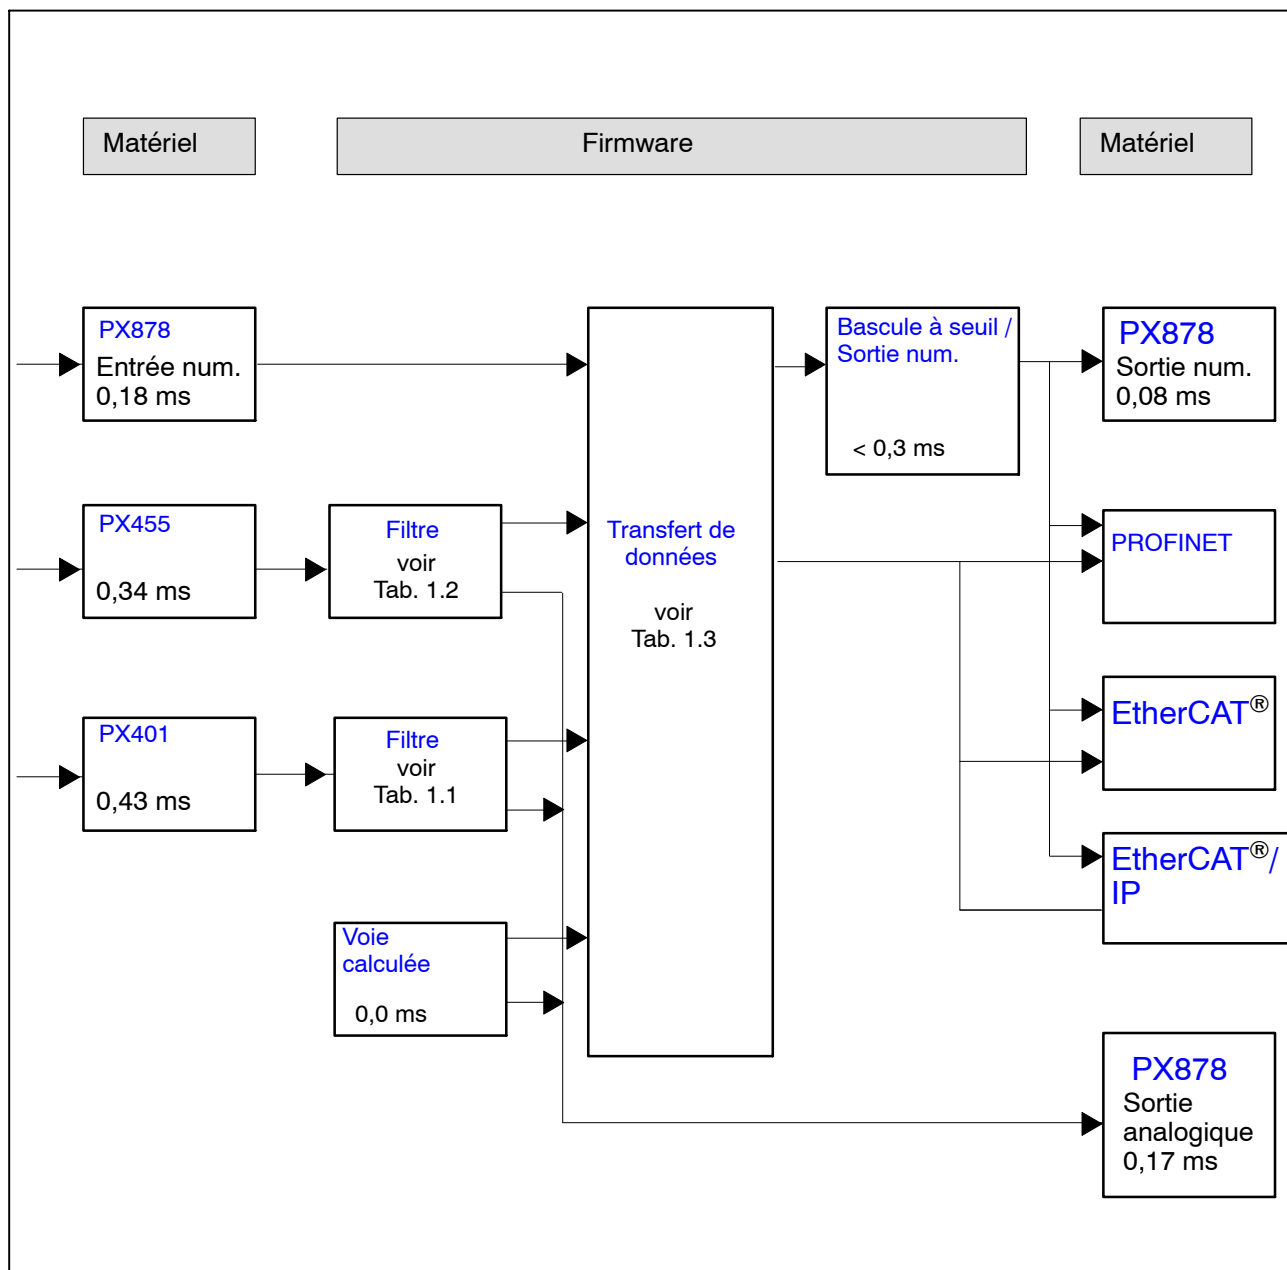 Matériel
Firmware
Matériel
PX878
Entrée num.
0,18 ms
Bascule à seuil /
Sortie num.
< 0,3 ms
PX878
Sortie num.
0,08 ms
PX455
0,34 ms
Filtre
voir
Tab. 1.2
Transfert de
données
voir
Tab. 1.3
PROFINET
PX401
0,43 ms
Filtre
voir
Tab. 1.1
EtherCAT®
EtherCAT®/
IP
Voie
calculée
0,0 ms
PX878
Sortie
analogique
0,17 ms